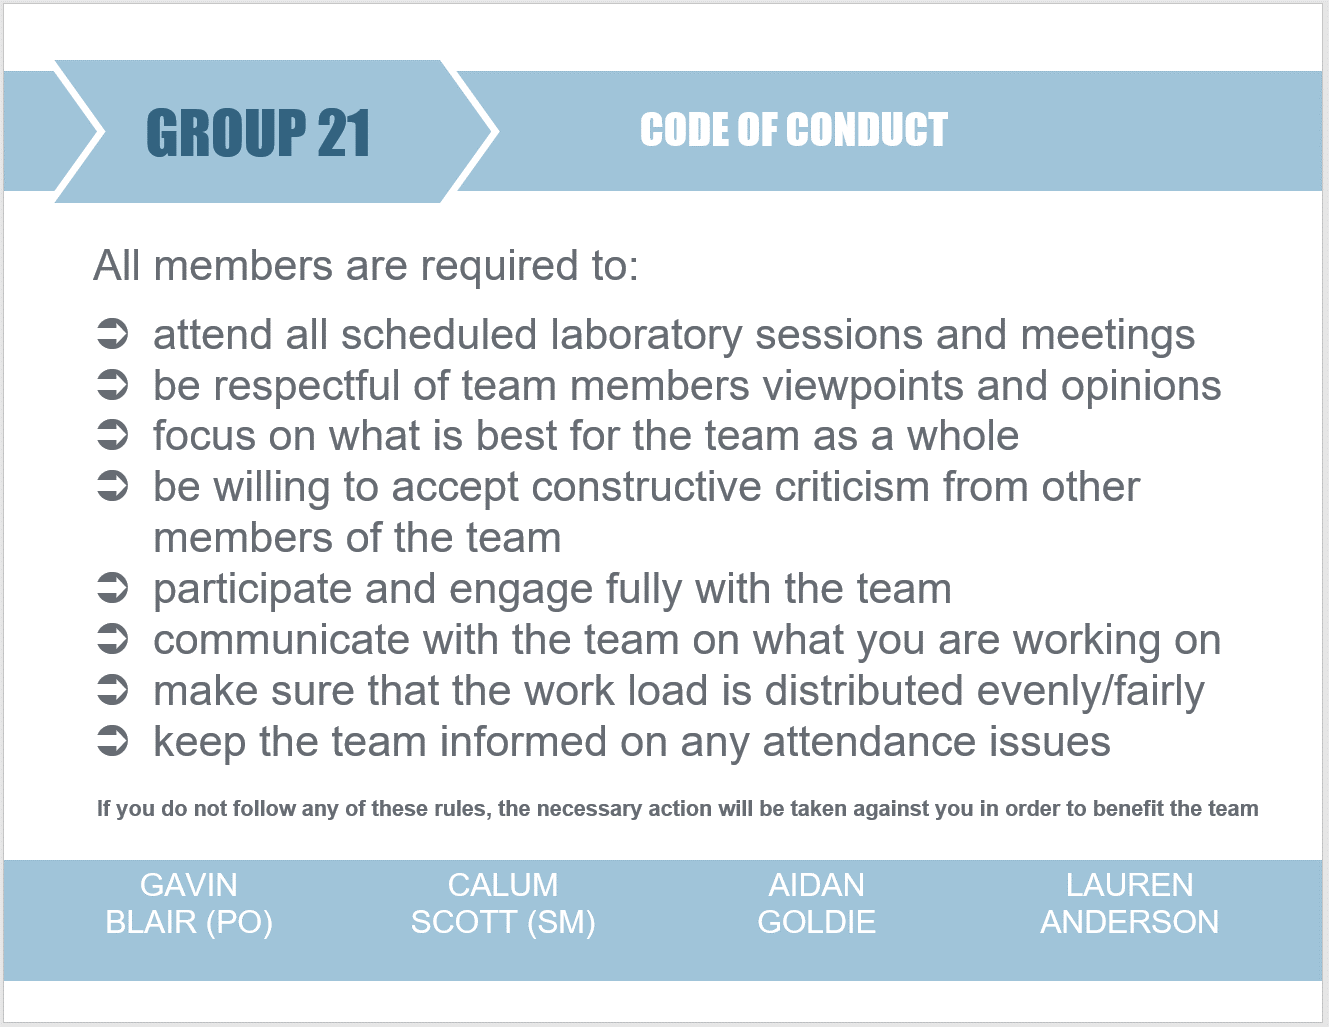 GROUP 21
CODE OF CONDUCT
All members are required to:
attend all scheduled laboratory sessions and meetings
be respectful of team members viewpoints and opinions
focus on what is best for the team as a whole
be willing to accept constructive criticism from other
members of the team
participate and engage fully with the team
communicate with the team on what you are working on
make sure that the work load is distributed evenly/fairly
keep the team informed on any attendance issues
If you do not follow any of these rules, the necessary action will be taken against you in order to benefit the team
GAVIN
BLAIR (PO)
CALUM
SCOTT (SM)
AIDAN
GOLDIE
LAUREN
ANDERSON